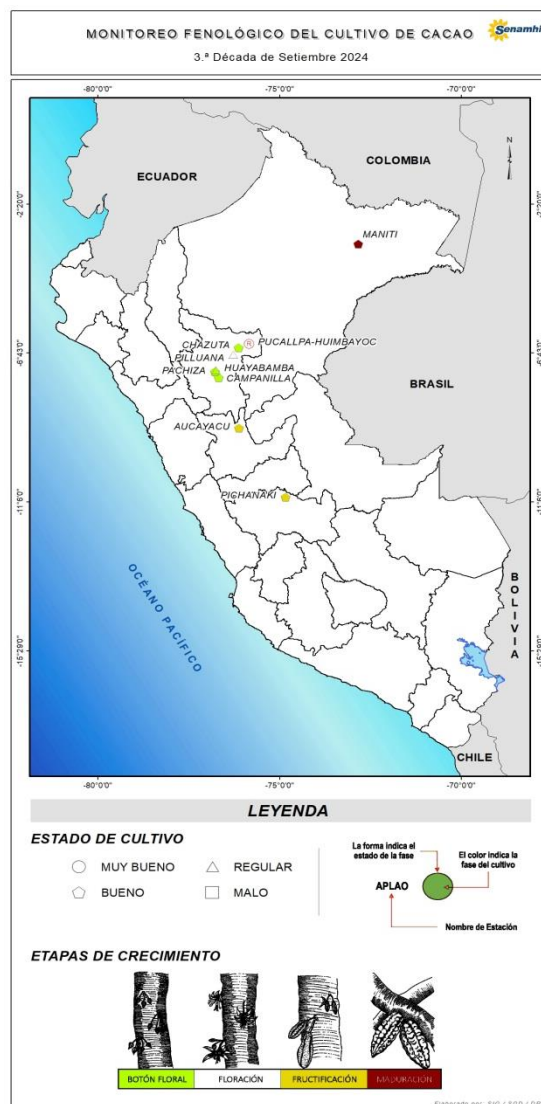 MONITOREO FENOLÓGICO DEL CULTIVO DE CACAO
Senamhi
3.ª Década de Setiembre 2024
-80°0'0"
-75°0'0"
-70°0'0"
N
COLOMBIA
ECUADOR
-2°20'0"
-2°20'0"
MANITI
CHAZUTA
PUCALLPA-HUIMBAYOC
R
PILLUANA
-6°43'0"
-6°43'0"
PACHIZA
HUAYABAMBA
CAMPANILLA
BRASIL
AUCAYACU
PICHANAKI
-11°6'0"
-11°6'0"
OCÉANO PACÍFICO
BOLIVIA
-15°29'0"
-15°29'0"
CHILE
-80°0'0"
-75°0'0"
-70°0'0"
LEYENDA
ESTADO DE CULTIVO
MUY BUENO
REGULAR
BUENO
MALO
La forma indica el
estado de la fase
El color indica la
fase del cultivo
APLAO
Nombre de Estación
ETAPAS DE CRECIMIENTO
BOTÓN FLORAL
FLORACIÓN
FRUCTIFICACIÓN
MADURACIÓN
Elaborado por: SIG / SGD /